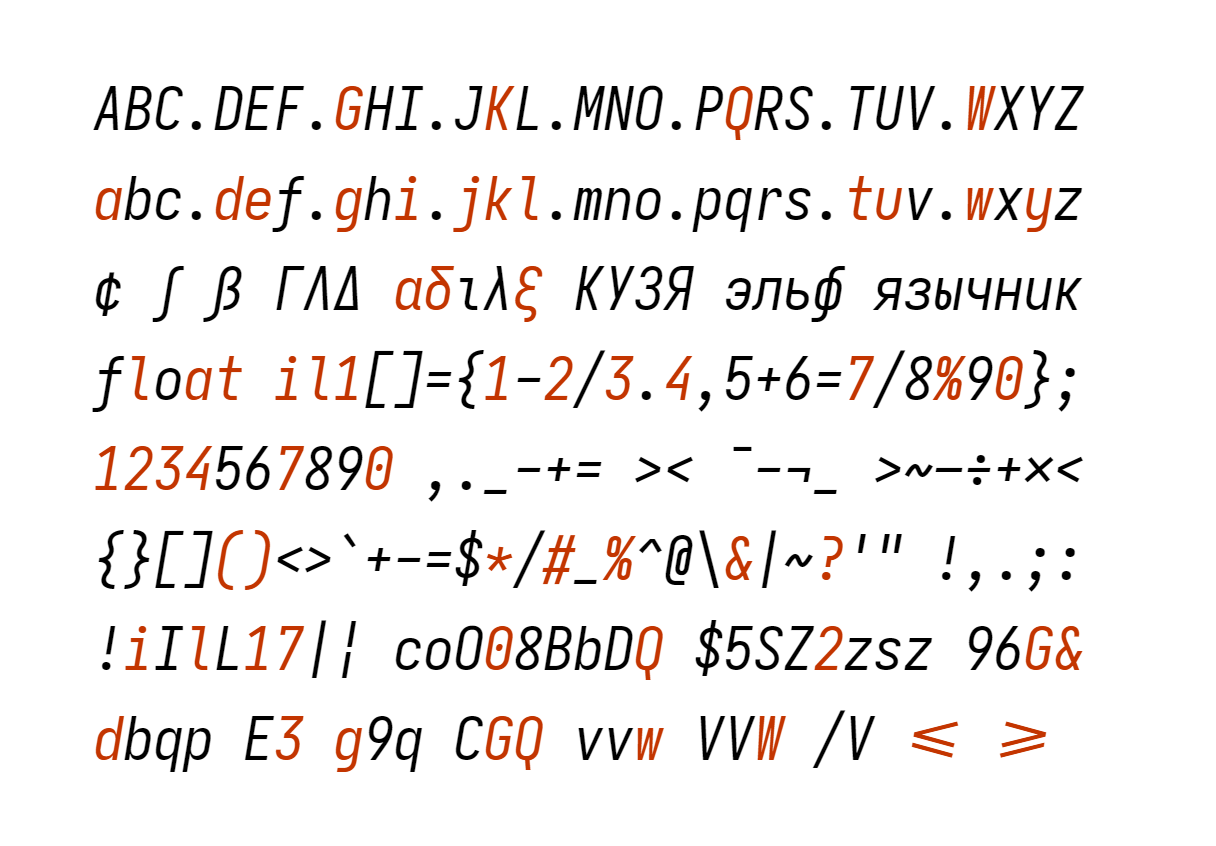 ABC.DEF.GHI.JKL.MNO.PQRS.TUV.WXYZ
abc.def.ghi.jkl.mno.pqrs.tuv.wxyz
¢ ʃ ß ΓΛΔ αδιλξ КУЗЯ эльф язычник
float il1[]={1-2/3.4,5+6=7/8%90};
1234567890 ,._-+= >< ¯-¬_ >~–÷+×<
{}[]()<>`+-=$*/#_%^@\&|~?'" !,.;:
!iIlL17|¦ coO08BbDQ $5SZ2zsz 96G&
dbqp E3 g9q CGQ vvw VVW /V ⩽ ⩾